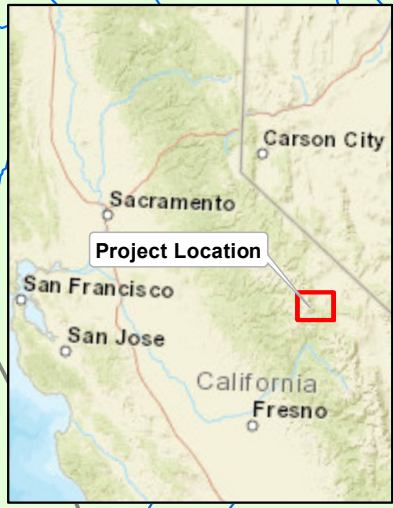 Carson City
Sacramento
Project Location
San Francisco
San Jose
California
Fresno